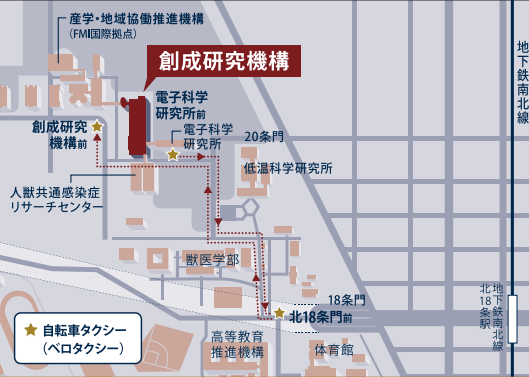 産学・地域協働推進機構
(FMI国際拠点)
創成研究機構
地下鉄南北線
電子科学
研究所前
創成研究
機構前
電子科学
研究所
20条門
低温科学研究所
人獣共通感染症
リサーチセンター
獣医学部
18条門
北18条門前
地下鉄南北線
北18条駅
自転車タクシー
(ベロタクシー)
高等教育
推進機構
体育館